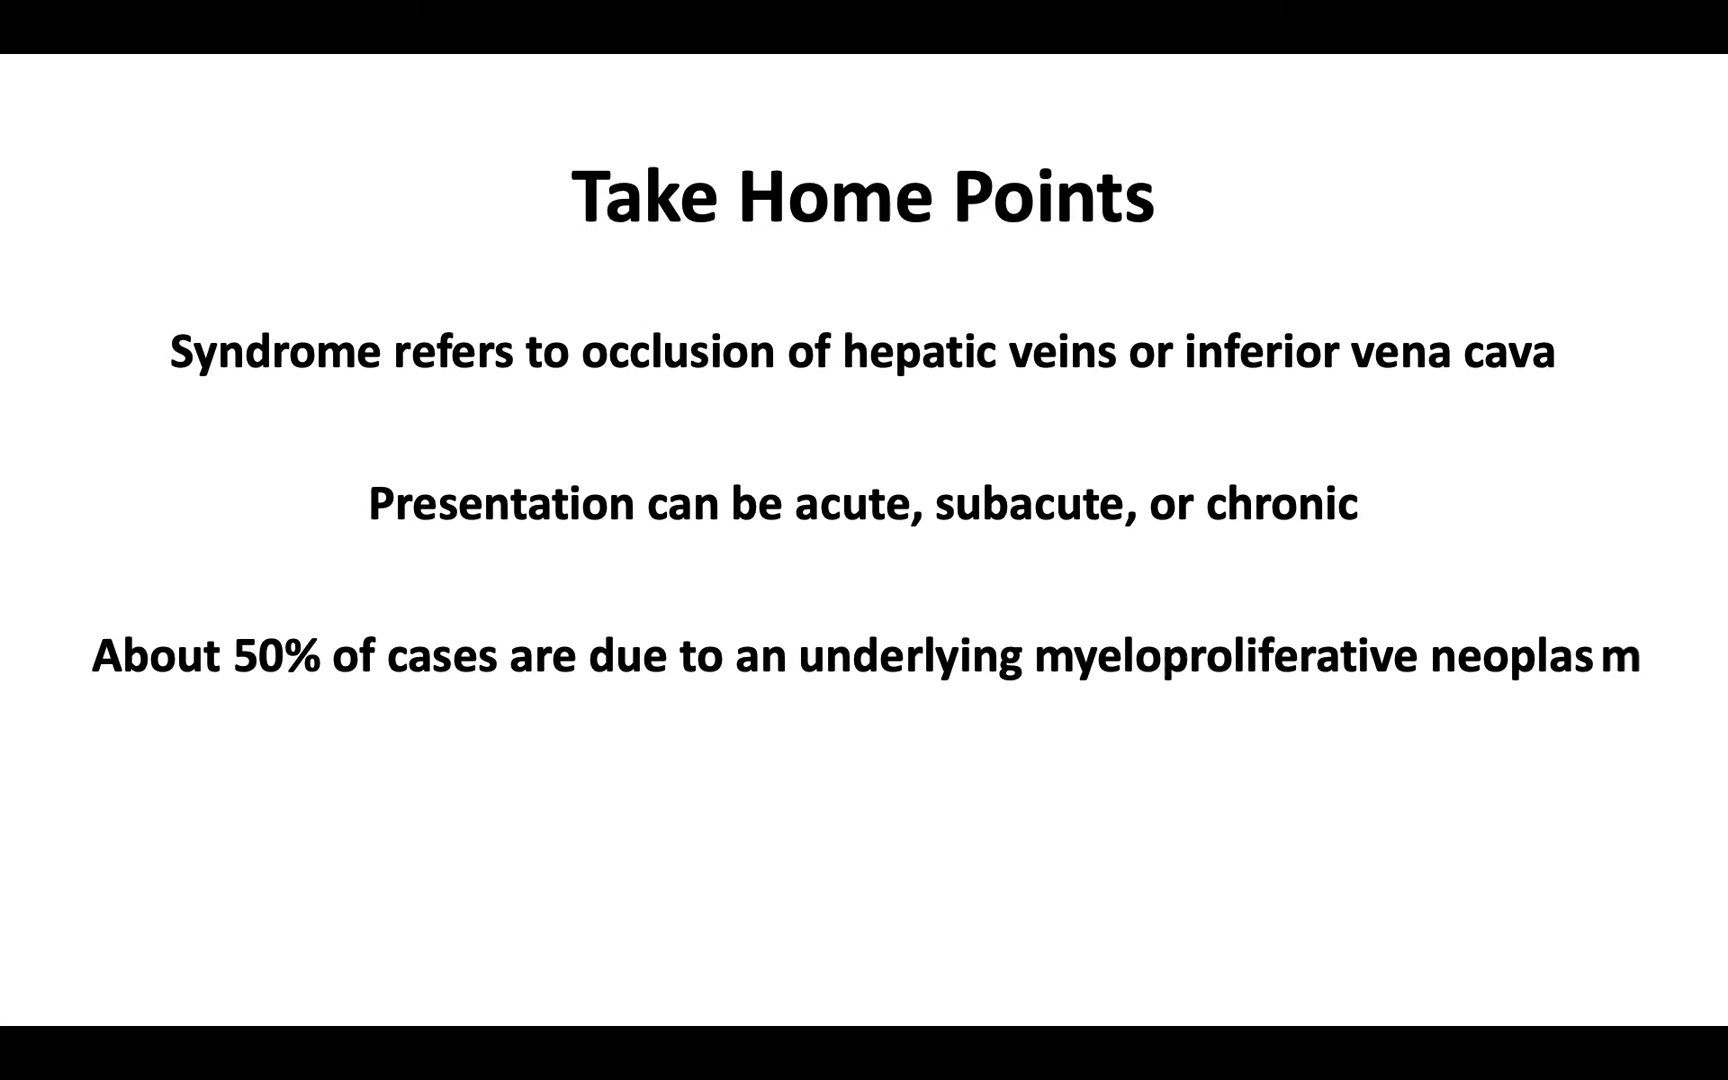 Take Home Points
Syndrome refers to occlusion of hepatic veins or inferior vena cava
Presentation can be acute, subacute, or chronic
About 50% of cases are due to an underlying myeloproliferative neoplasm